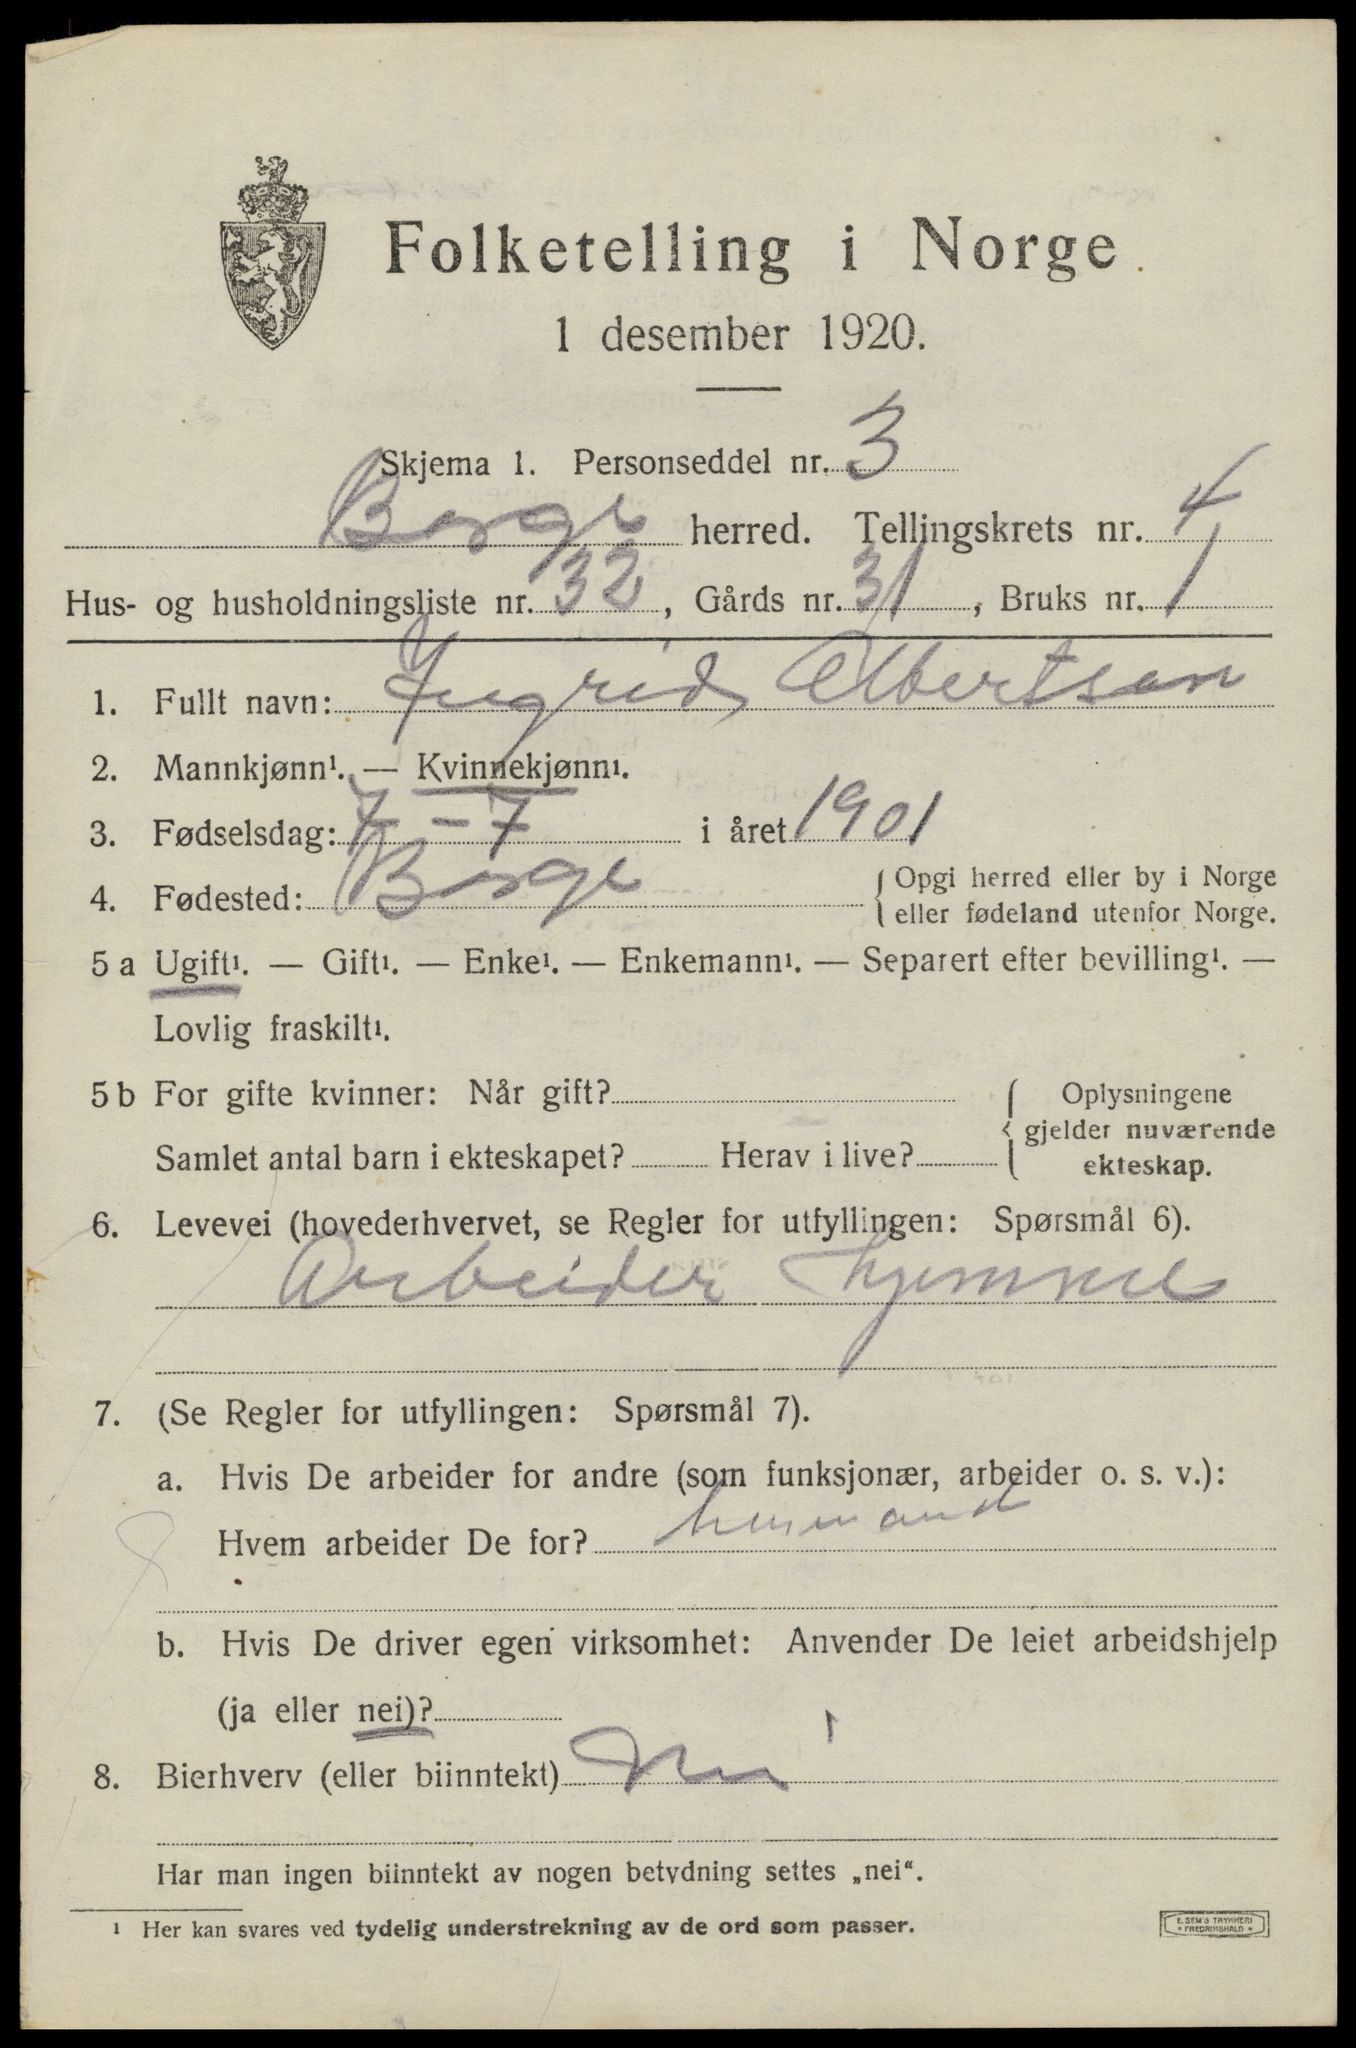 Folketelling i Norge
1 desember 1920.
Skjema 1. Personseddel nr. 3
Borge herred. Tellingskrets nr. 4
Hus- og husholdningsliste nr. 32, Gårds nr. 31, Bruks nr. 1
1. Fullt navn: Ingrid Albertsen
2. Mannkjønn¹. — Kvinnekjønn¹.
3. Fødselsdag: 7 - 7 i året 1901
4. Fødested: Borge {Opgi herred eller by i Norge
eller fødeland utenfor Norge.
5 a Ugift¹. — Gift¹. — Enke¹. — Enkemann¹. — Separert efter bevilling¹. —
Lovlig fraskilt¹.
5 b For gifte kvinner: Når gift? { Oplysningene
gjelder nuværende
Samlet antal barn i ekteskapet? Herav i live? ekteskap.
6. Levevei (hovederhvervet, se Regler for utfyllingen: Spørsmål 6).
Arbeider hjemme
7. (Se Regler for utfyllingen: Spørsmål 7).
a. Hvis De arbeider for andre (som funksjonær, arbeider o. s. v.):
Hvem arbeider De for?
b. Hvis De driver egen virksomhet: Anvender De leiet arbeidshjelp
(ja eller nei)?
8. Bierhverv (eller biinntekt) Nei
Har man ingen biinntekt av nogen betydning settes „nei“.
¹ Her kan svares ved tydelig understrekning av de ord som passer.
E. SEM'S TRYKKERI
* FREDRIKSHALD *